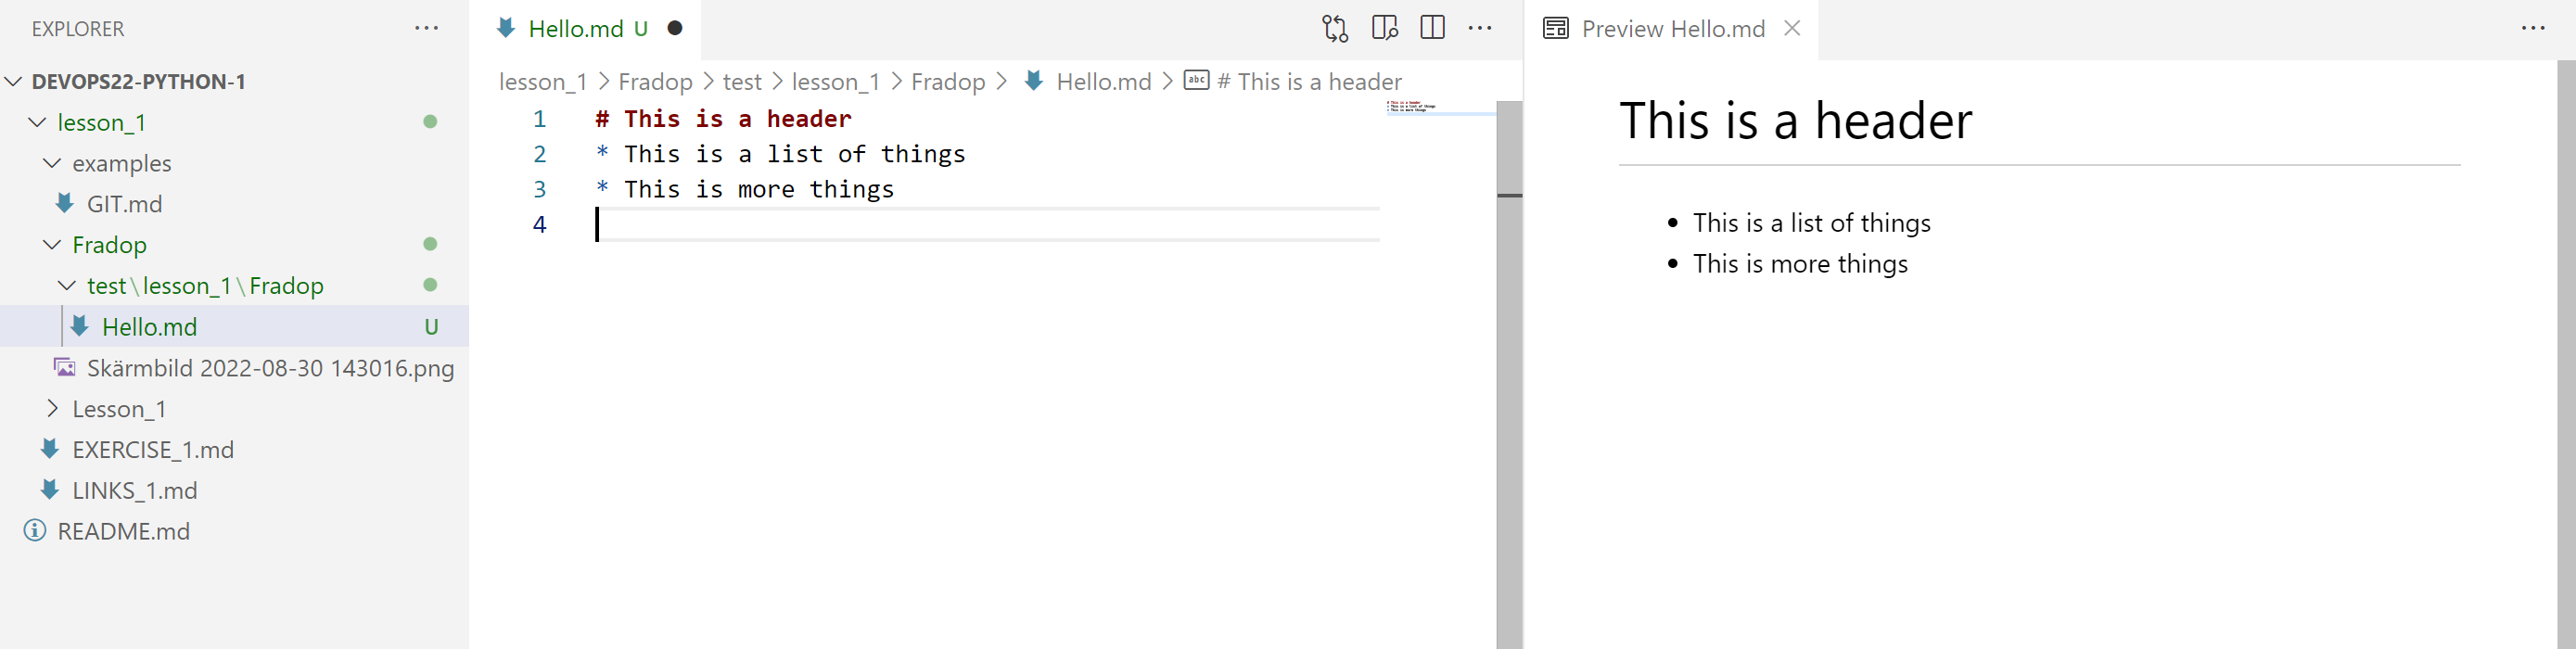 EXPLORER
DEVOPS22-PYTHON-1
lesson_1
examples
GIT.md
Fradop
test\lesson_1\Fradop
Hello.md U
Skärmbild 2022-08-30 143016.png
Lesson_1
EXERCISE_1.md
LINKS_1.md
README.md
Hello.md U
lesson_1 > Fradop > test > lesson_1 > Fradop > Hello.md > abc # This is a header
1 # This is a header
2 * This is a list of things
3 * This is more things
4
Preview Hello.md
This is a header
• This is a list of things
• This is more things